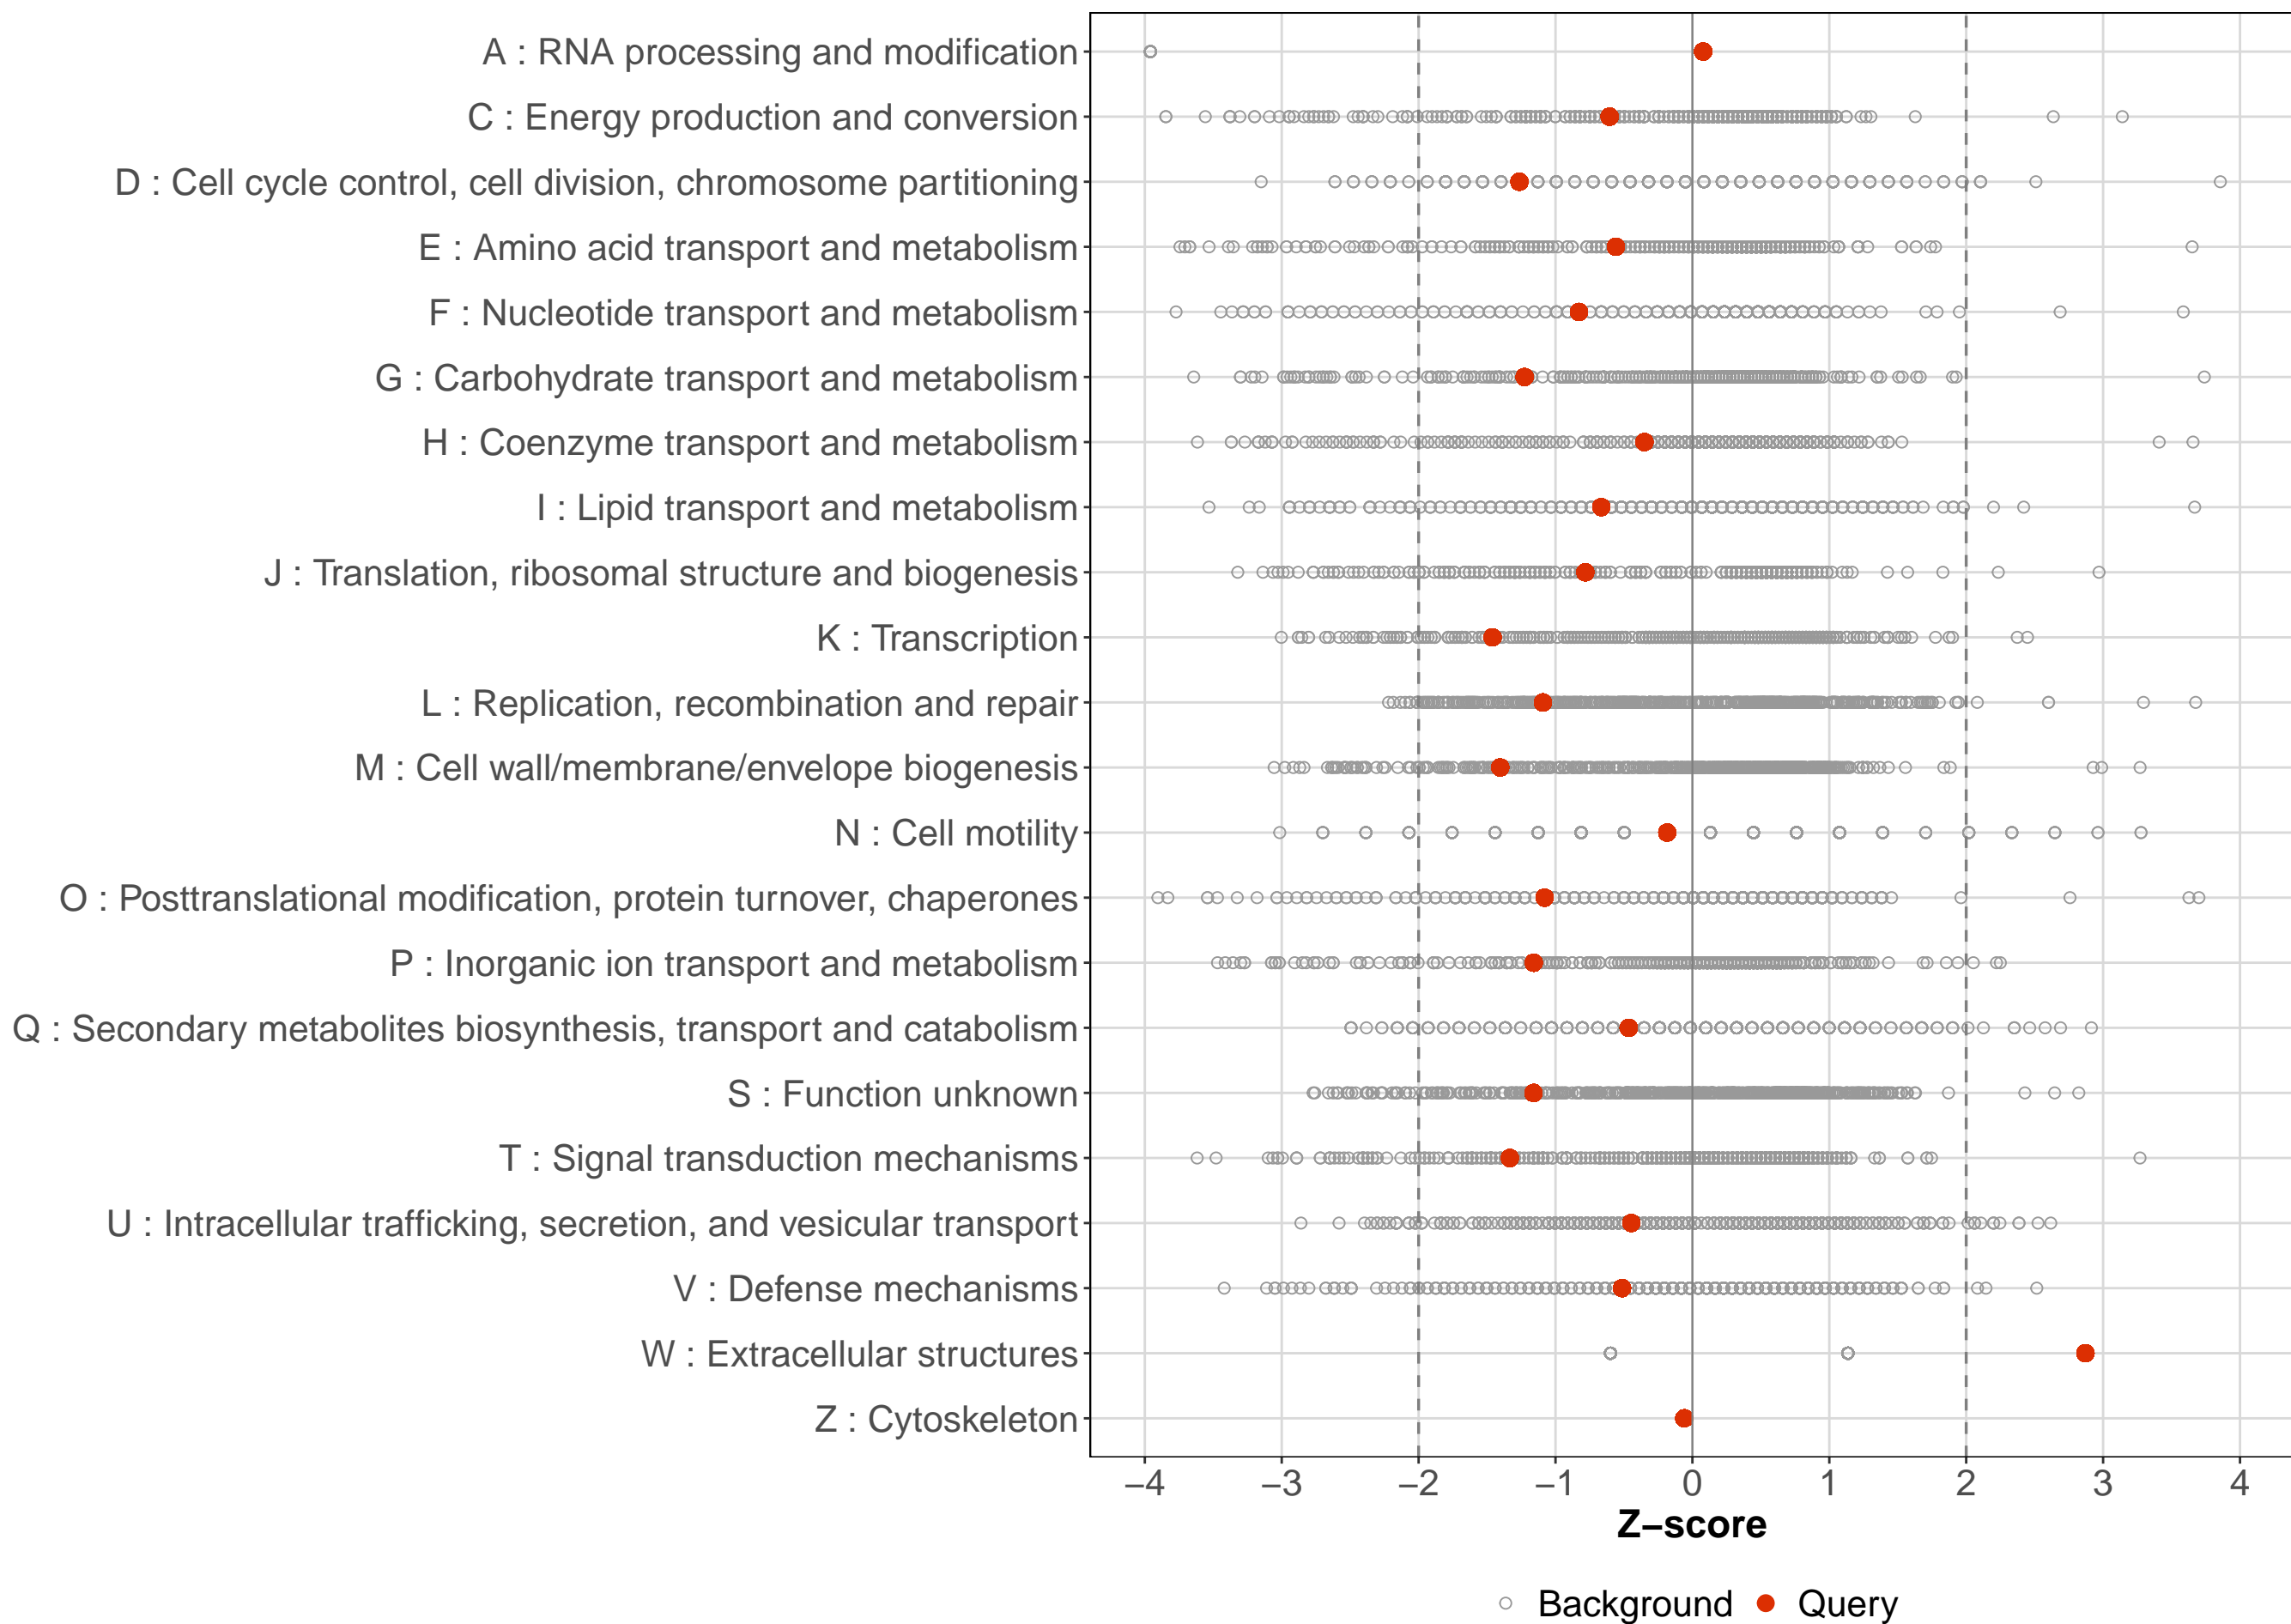 A : RNA processing and modification
C : Energy production and conversion
D : Cell cycle control, cell division, chromosome partitioning
E : Amino acid transport and metabolism
F : Nucleotide transport and metabolism
G : Carbohydrate transport and metabolism
H : Coenzyme transport and metabolism
I : Lipid transport and metabolism
J : Translation, ribosomal structure and biogenesis
K : Transcription
L : Replication, recombination and repair
M : Cell wall/membrane/envelope biogenesis
N : Cell motility
O : Posttranslational modification, protein turnover, chaperones
P : Inorganic ion transport and metabolism
Q : Secondary metabolites biosynthesis, transport and catabolism
S : Function unknown
T : Signal transduction mechanisms
U : Intracellular trafficking, secretion, and vesicular transport
V : Defense mechanisms
W : Extracellular structures
Z : Cytoskeleton
−4 −3 −2 −1 0 1 2 3 4
Z−score
Background Query